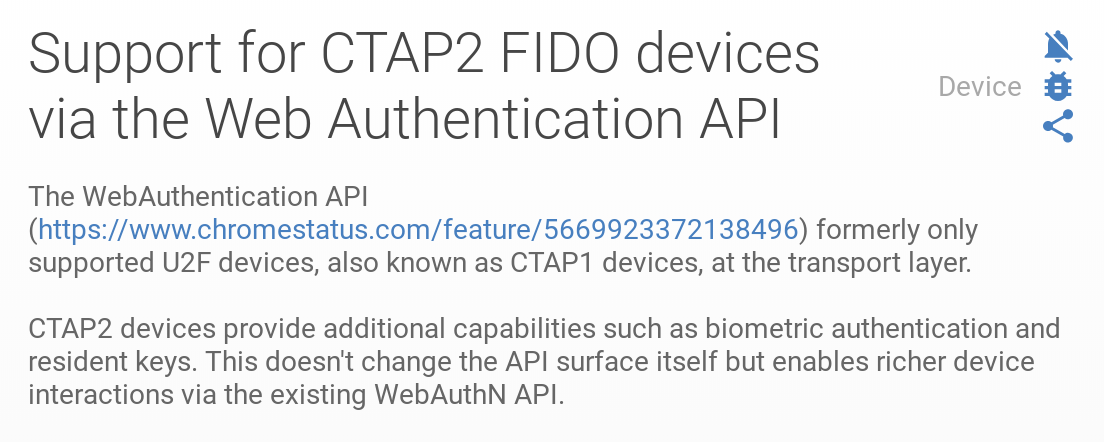 Support for CTAP2 FIDO devices
via the Web Authentication API
Device
The WebAuthentication API
(https://www.chromestatus.com/feature/5669923372138496) formerly only
supported U2F devices, also known as CTAP1 devices, at the transport layer.
CTAP2 devices provide additional capabilities such as biometric authentication and
resident keys. This doesn't change the API surface itself but enables richer device
interactions via the existing WebAuthN API.